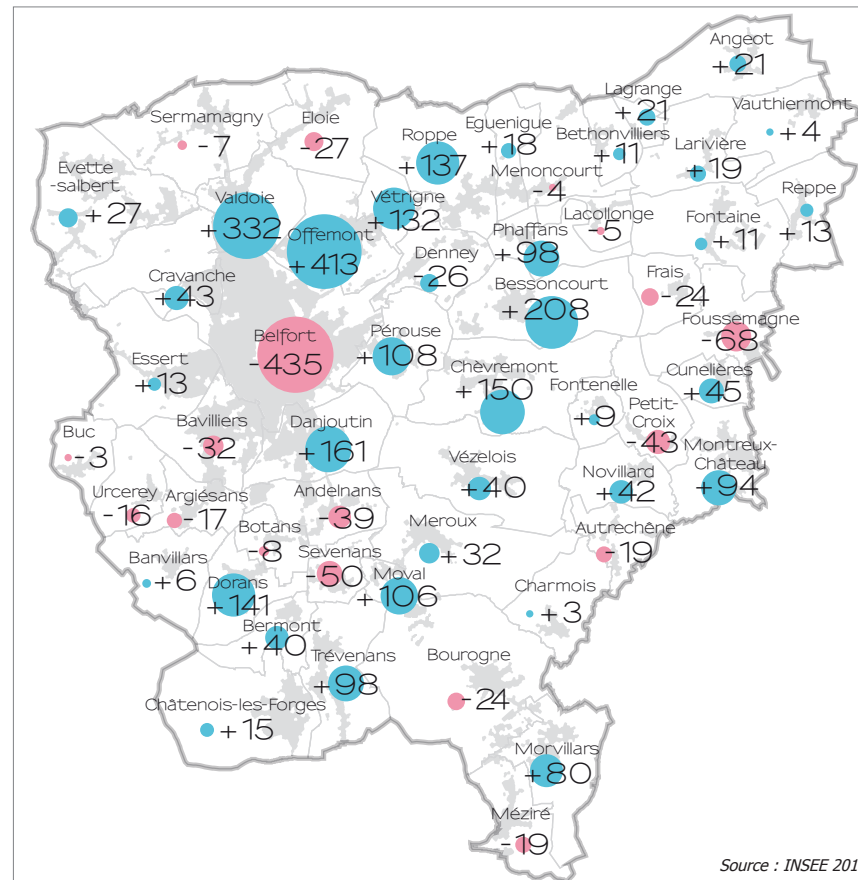 Angeot
+21
Lagrange
+21
Vauthiermont
+4
Sermamagny
-7
Eloie
-27
Roppe
+137
Eguenigue
+18
Bethonvilliers
+11
Larivière
+19
Evette
-salbert
+27
Menoncourt
-4
Reppe
+13
Valdoie
+332
Vétrigne
+132
Lacollonge
-5
Fontaine
+11
Offemont
+413
Phaffans
+98
Denney
-26
Cravanche
+43
Bessoncourt
+208
Frais
-24
Foussemagne
-68
Belfort
-435
Pérouse
+108
Essert
+13
Chèvremont
+150
Cunelières
+45
Fontenelle
+9
Petit-
Croix
-43
Buc
-3
Bavilliers
-32
Danjoutin
+161
Montreux-
Château
+94
Vézelois
+40
Novillard
+42
Urcerey
-16
Argiésans
-17
Andelnans
-39
Botans
-8
Meroux
+32
Autrechêne
-19
Banvillars
+6
Sevenans
-50
Moval
+106
Dorans
+141
Charmois
+3
Bermont
+40
Trévenans
+98
Bourogne
-24
Châtenois-les-Forges
+15
Morvillars
+80
Méziré
-19
Source : INSEE 201